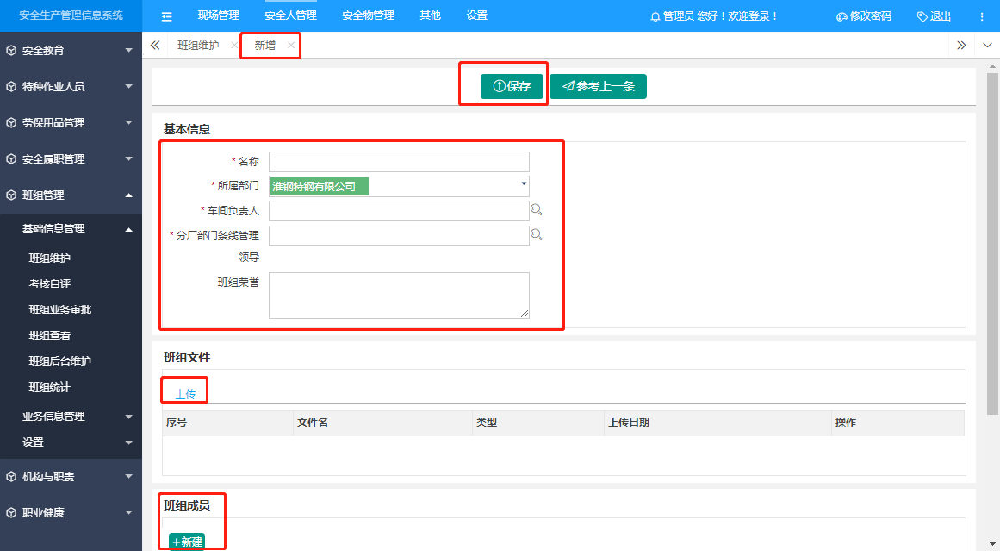 安全生产管理信息系统
现场管理 安全人管理 安全物管理 其他 设置 管理员 您好！欢迎登录！ 修改密码 退出
安全教育
特种作业人员
劳保用品管理
安全履职管理
班组管理
基础信息管理
班组维护
考核自评
班组业务审批
班组查看
班组后台维护
班组统计
业务信息管理
设置
机构与职责
职业健康
班组维护 新增
保存 参考上一条
基本信息
* 名称
* 所属部门 淮钢特钢有限公司
* 车间负责人
* 分厂部门条线管理
领导
班组荣誉
班组文件
上传
序号 文件名 类型 上传日期 操作
班组成员
+新建